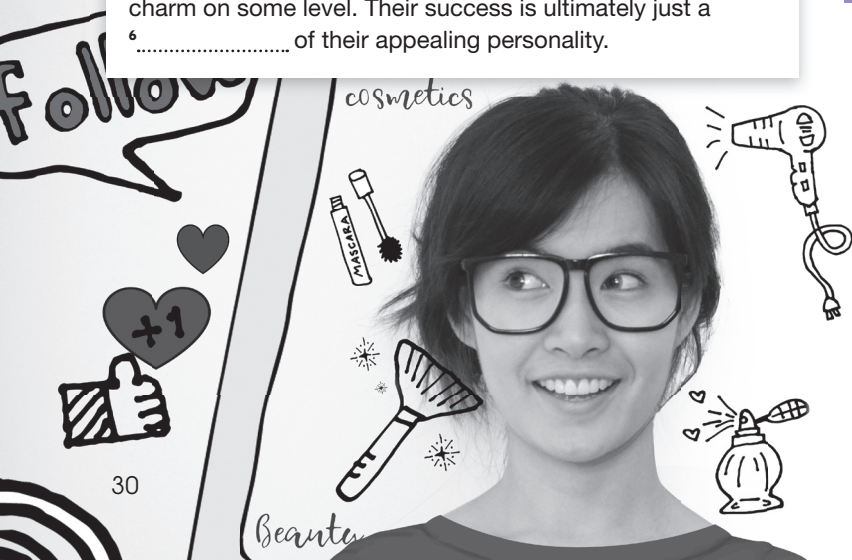 charm on some level. Their success is ultimately just a
6.............................. of their appealing personality.
follow
cosmetics
MASCARA
+1
30
Beauty